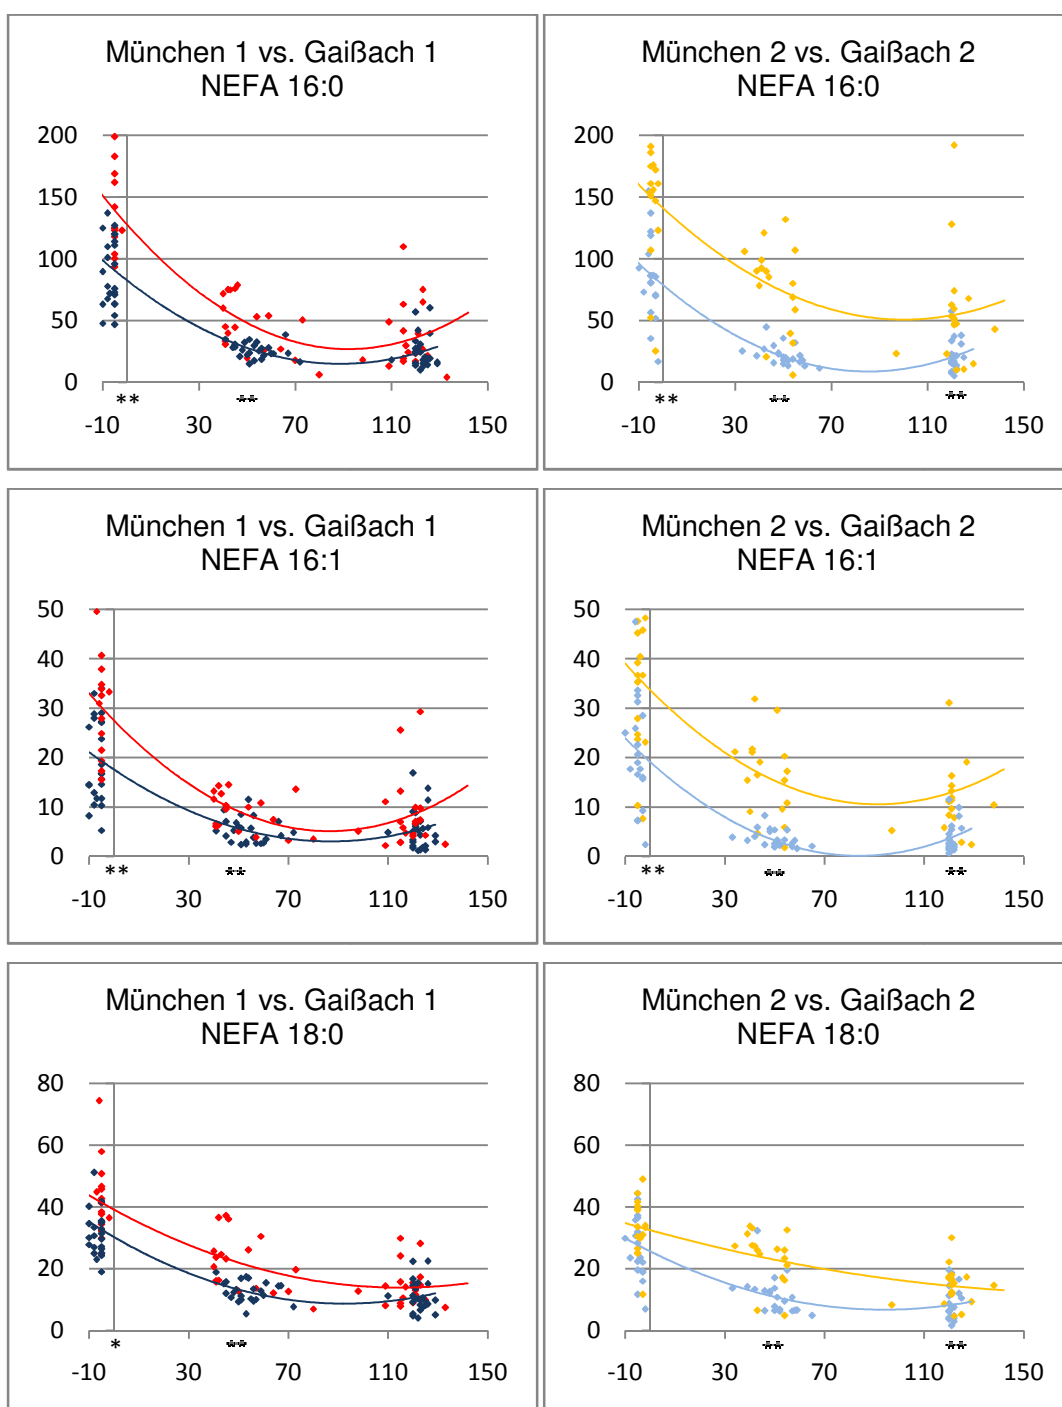 München 1 vs. Gaißach 1
NEFA 16:0
200
150
100
50
0
** **
-10 30 70 110 150
München 2 vs. Gaißach 2
NEFA 16:0
200
150
100
50
0
** ** **
-10 30 70 110 150
München 1 vs. Gaißach 1
NEFA 16:1
50
40
30
20
10
0
** **
-10 30 70 110 150
München 2 vs. Gaißach 2
NEFA 16:1
50
40
30
20
10
0
** ** **
-10 30 70 110 150
München 1 vs. Gaißach 1
NEFA 18:0
80
60
40
20
0
* **
-10 30 70 110 150
München 2 vs. Gaißach 2
NEFA 18:0
80
60
40
20
0
** **
-10 30 70 110 150